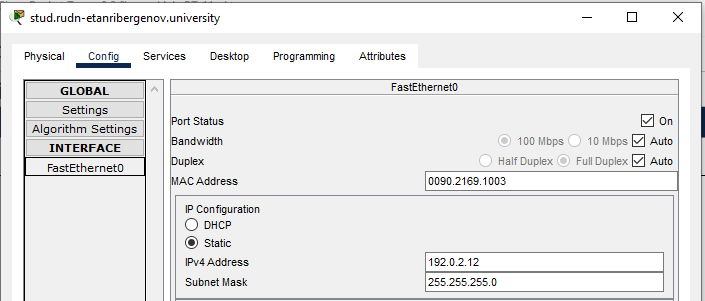 stud.rudn-etanribergenov.university
Physical Config Services Desktop Programming Attributes
GLOBAL
Settings
Algorithm Settings
INTERFACE
FastEthernet0
FastEthernet0
Port Status On
Bandwidth 100 Mbps 10 Mbps Auto
Duplex Half Duplex Full Duplex Auto
MAC Address 0090.2169.1003
IP Configuration
DHCP
Static
IPv4 Address 192.0.2.12
Subnet Mask 255.255.255.0